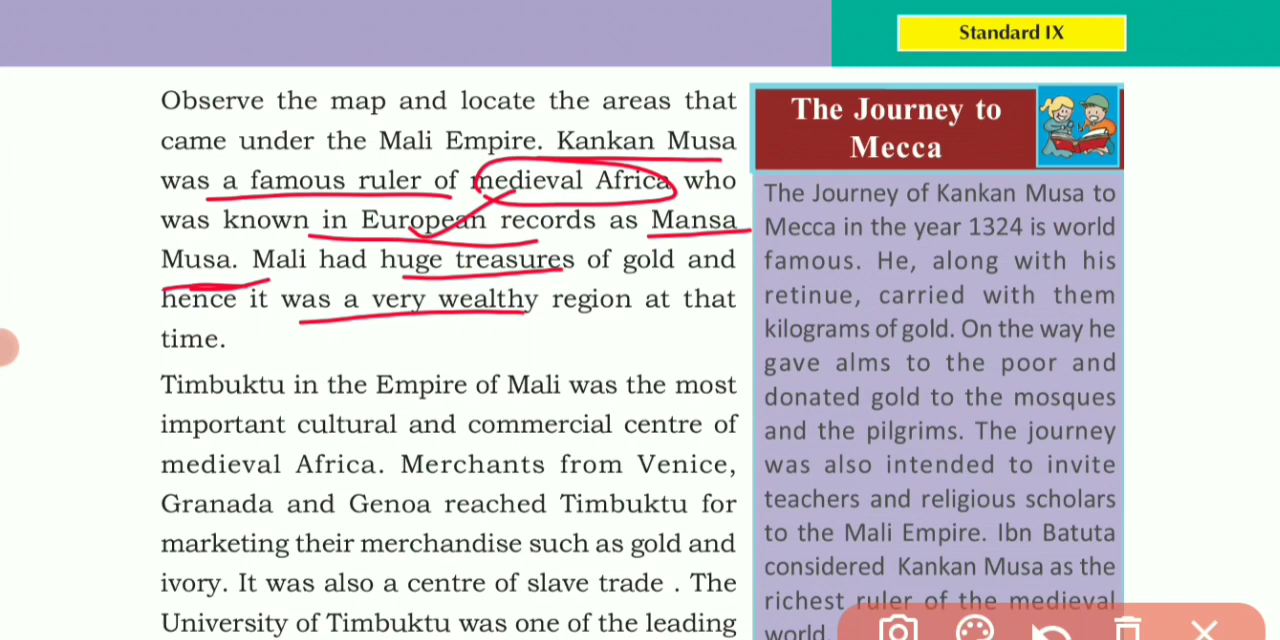 Standard IX
Observe the map and locate the areas that
came under the Mali Empire. Kankan Musa
was a famous ruler of medieval Africa who
was known in European records as Mansa
Musa. Mali had huge treasures of gold and
hence it was a very wealthy region at that
time.
Timbuktu in the Empire of Mali was the most
important cultural and commercial centre of
medieval Africa. Merchants from Venice,
Granada and Genoa reached Timbuktu for
marketing their merchandise such as gold and
ivory. It was also a centre of slave trade . The
University of Timbuktu was one of the leading
The Journey to
Mecca
The Journey of Kankan Musa to
Mecca in the year 1324 is world
famous. He, along with his
retinue, carried with them
kilograms of gold. On the way he
gave alms to the poor and
donated gold to the mosques
and the pilgrims. The journey
was also intended to invite
teachers and religious scholars
to the Mali Empire. Ibn Batuta
considered Kankan Musa as the
richest ruler of the medieval
world.